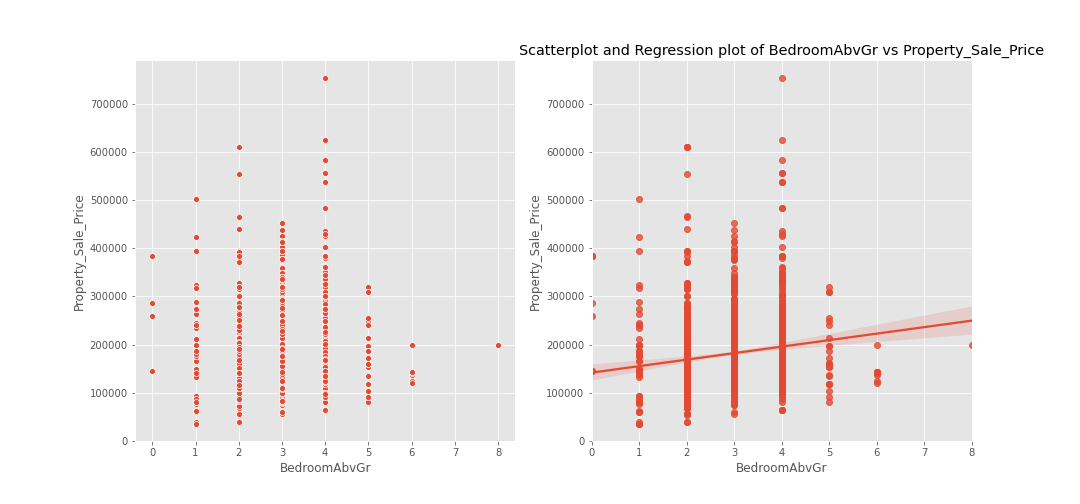 Scatterplot and Regression plot of BedroomAbvGr vs Property_Sale_Price
700000
600000
500000
400000
300000
200000
100000
0
Property_Sale_Price
0 1 2 3 4 5 6 7 8
BedroomAbvGr
700000
600000
500000
400000
300000
200000
100000
0
Property_Sale_Price
0 1 2 3 4 5 6 7 8
BedroomAbvGr